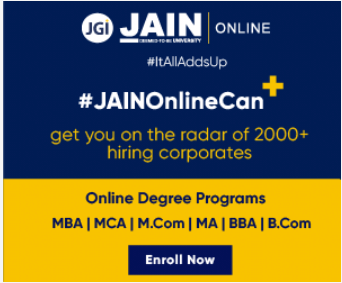 JGI JAIN ONLINE
DEEMED-TO-BE UNIVERSITY
#ItAllAddsUp
#JAINOnlineCan+
get you on the radar of 2000+
hiring corporates
Online Degree Programs
MBA | MCA | M.Com | MA | BBA | B.Com
Enroll Now